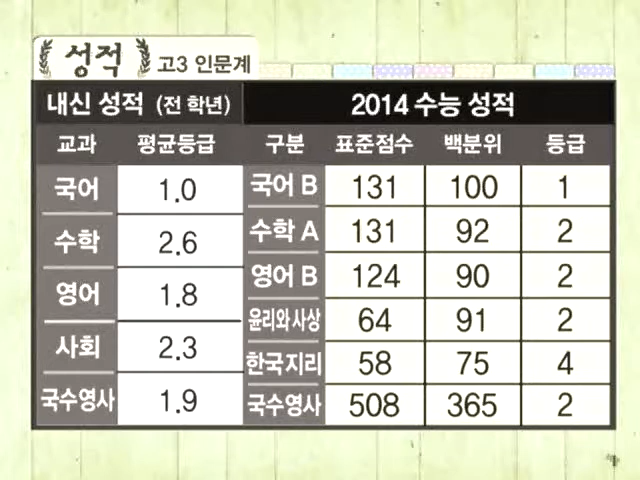 성적 고3 인문계
내신 성적 (전 학년) 2014 수능 성적
교과 평균등급 구분 표준점수 백분위 등급
국어 1.0 국어 B 131 100 1
수학 2.6 수학 A 131 92 2
영어 1.8 영어 B 124 90 2
윤리와 사상 64 91 2
사회 2.3 한국지리 58 75 4
국수영사 1.9 국수영사 508 365 2